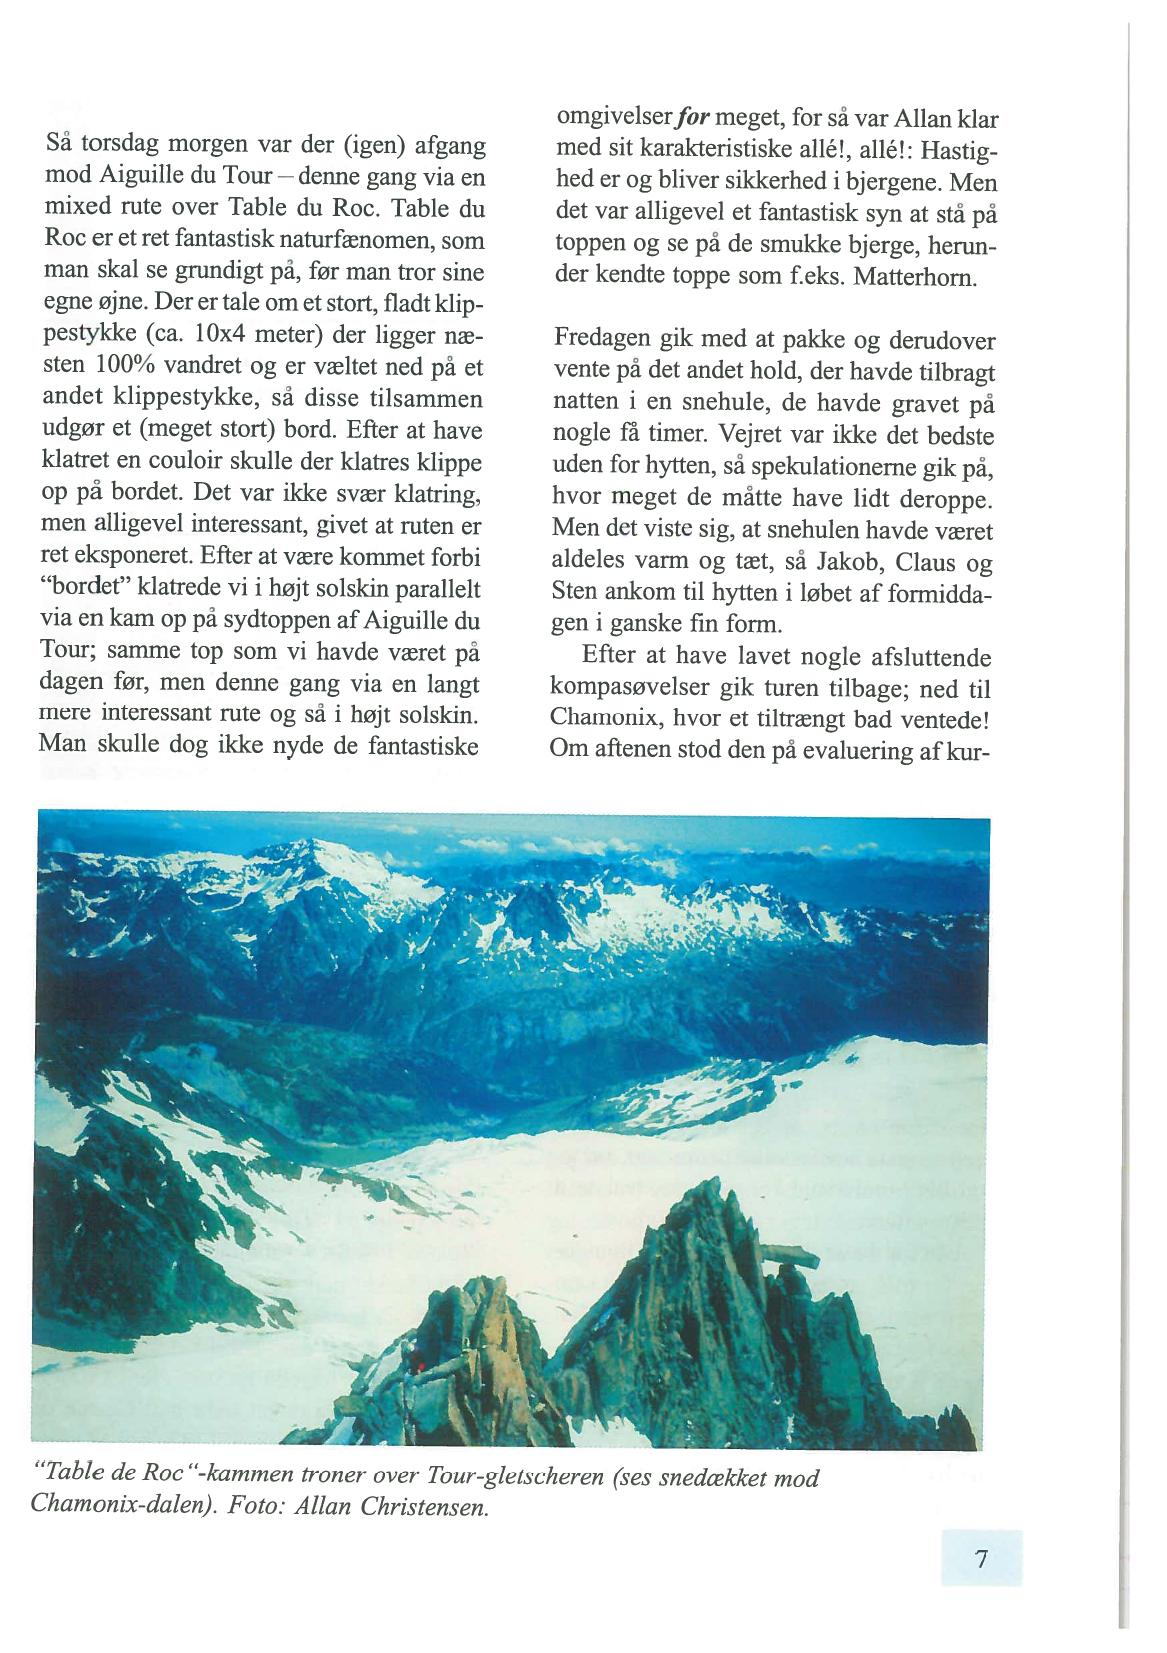 Så torsdag morgen var der (igen) afgang
mod Aiguille du Tour – denne gang via en
mixed rute over Table du Roc. Table du
Roc er et ret fantastisk naturfænomen, som
man skal se grundigt på, før man tror sine
egne øjne. Der er tale om et stort, fladt klip-
pestykke (ca. 10x4 meter) der ligger næ-
sten 100% vandret og er væltet ned på et
andet klippestykke, så disse tilsammen
udgør et (meget stort) bord. Efter at have
klatret en couloir skulle der klatres klippe
op på bordet. Det var ikke svær klatring,
men alligevel interessant, givet at ruten er
ret eksponeret. Efter at være kommet forbi
“bordet” klatrede vi i højt solskin parallelt
via en kam op på sydtoppen af Aiguille du
Tour; samme top som vi havde været på
dagen før, men denne gang via en langt
mere interessant rute og så i højt solskin.
Man skulle dog ikke nyde de fantastiske
omgivelser for meget, for så var Allan klar
med sit karakteristiske allé!, allé!: Hastig-
hed er og bliver sikkerhed i bjergene. Men
det var alligevel et fantastisk syn at stå på
toppen og se på de smukke bjerge, herun-
der kendte toppe som f.eks. Matterhorn.
Fredagen gik med at pakke og derudover
vente på det andet hold, der havde tilbragt
natten i en snehule, de havde gravet på
nogle få timer. Vejret var ikke det bedste
uden for hytten, så spekulationerne gik på,
hvor meget de måtte have lidt deroppe.
Men det viste sig, at snehulen havde været
aldeles varm og tæt, så Jakob, Claus og
Sten ankom til hytten i løbet af formidda-
gen i ganske fin form.
Efter at have lavet nogle afsluttende
kompasøvelser gik turen tilbage; ned til
Chamonix, hvor et tiltrængt bad ventede!
Om aftenen stod den på evaluering af kur-
“Table de Roc“-kammen troner over Tour-gletscheren (ses snedækket mod
Chamonix-dalen). Foto: Allan Christensen.
7